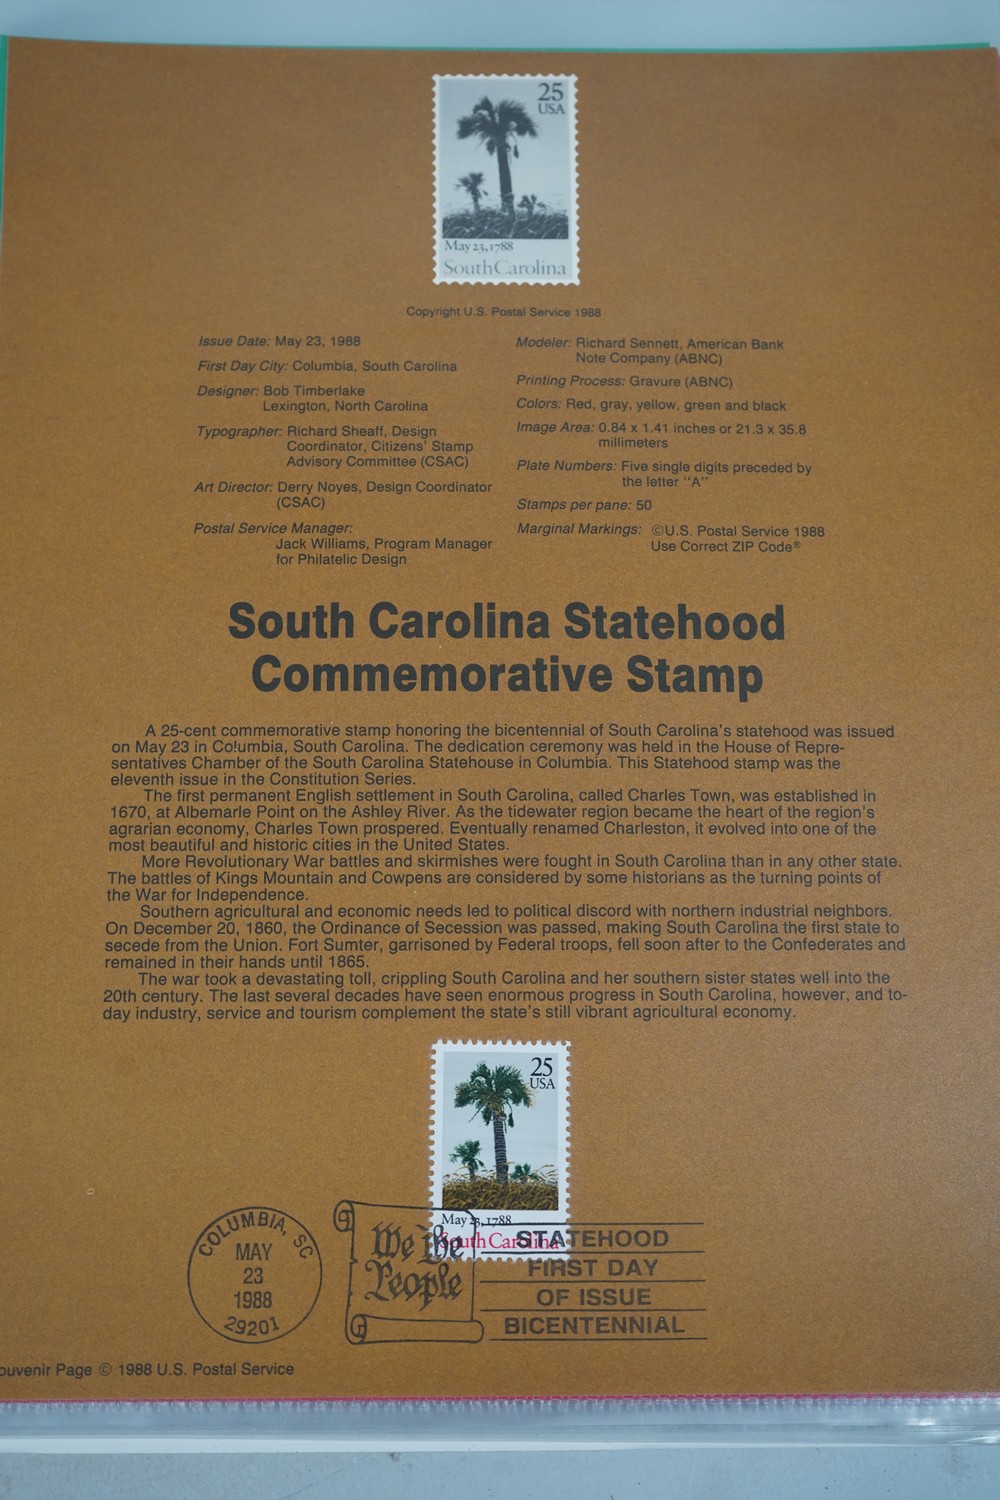 25
USA
May 23, 1788
South Carolina
Copyright U.S. Postal Service 1988
Issue Date: May 23, 1988
First Day City: Columbia, South Carolina
Designer: Bob Timberlake
Lexington, North Carolina
Typographer: Richard Sheaff, Design
Coordinator, Citizens' Stamp
Advisory Committee (CSAC)
Art Director: Derry Noyes, Design Coordinator
(CSAC)
Postal Service Manager:
Jack Williams, Program Manager
for Philatelic Design
Modeler: Richard Sennett, American Bank
Note Company (ABNC)
Printing Process: Gravure (ABNC)
Colors: Red, gray, yellow, green and black
Image Area: 0.84 x 1.41 inches or 21.3 x 35.8
millimeters
Plate Numbers: Five single digits preceded by
the letter "A"
Stamps per pane: 50
Marginal Markings: ©U.S. Postal Service 1988
Use Correct ZIP Code®
South Carolina Statehood
Commemorative Stamp
A 25-cent commemorative stamp honoring the bicentennial of South Carolina's statehood was issued
on May 23 in Columbia, South Carolina. The dedication ceremony was held in the House of Repre-
sentatives Chamber of the South Carolina Statehouse in Columbia. This Statehood stamp was the
eleventh issue in the Constitution Series.
The first permanent English settlement in South Carolina, called Charles Town, was established in
1670, at Albemarle Point on the Ashley River. As the tidewater region became the heart of the region's
agrarian economy, Charles Town prospered. Eventually renamed Charleston, it evolved into one of the
most beautiful and historic cities in the United States.
More Revolutionary War battles and skirmishes were fought in South Carolina than in any other state.
The battles of Kings Mountain and Cowpens are considered by some historians as the turning points of
the War for Independence.
Southern agricultural and economic needs led to political discord with northern industrial neighbors.
On December 20, 1860, the Ordinance of Secession was passed, making South Carolina the first state to
secede from the Union. Fort Sumter, garrisoned by Federal troops, fell soon after to the Confederates and
remained in their hands until 1865.
The war took a devastating toll, crippling South Carolina and her southern sister states well into the
20th century. The last several decades have seen enormous progress in South Carolina, however, and to-
day industry, service and tourism complement the state's still vibrant agricultural economy.
25
USA
May 23, 1788
South Carolina
COLUMBIA, SC
MAY
23
1988
29201
We the
People
STATEHOOD
FIRST DAY
OF ISSUE
BICENTENNIAL
ouvenir Page © 1988 U.S. Postal Service